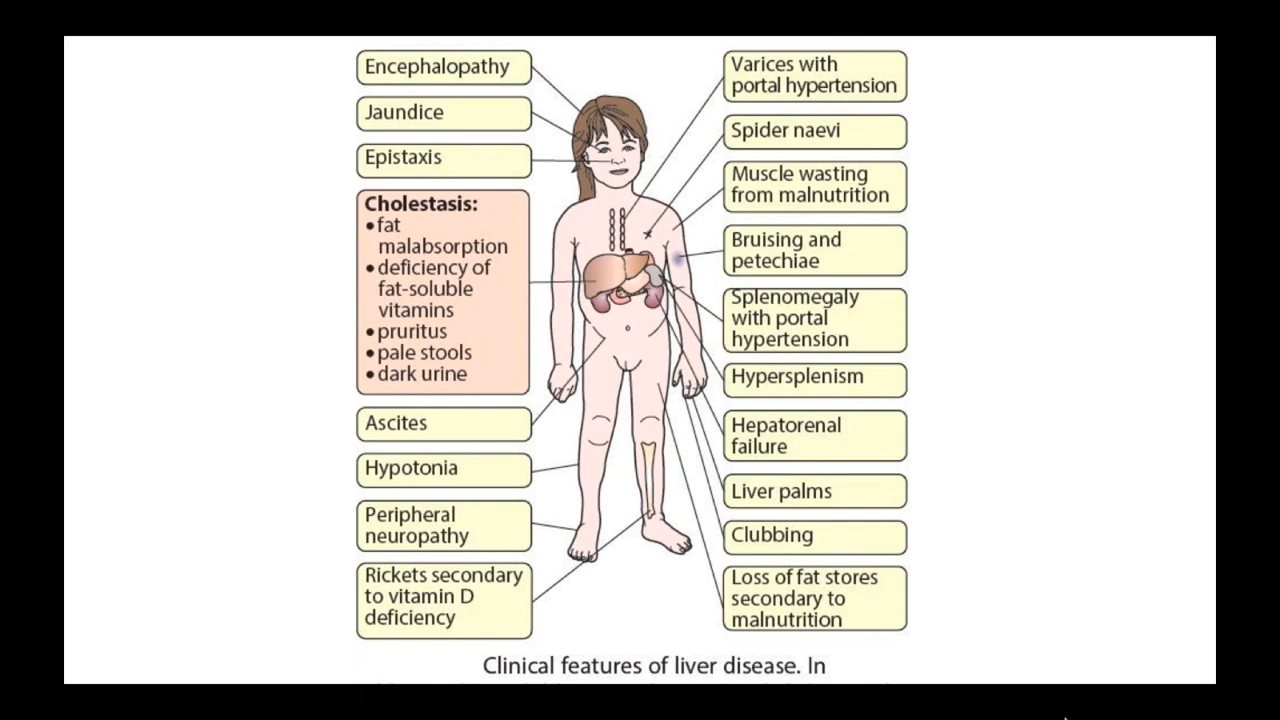 Encephalopathy
Jaundice
Epistaxis
Cholestasis:
• fat
malabsorption
• deficiency of
fat-soluble
vitamins
• pruritus
• pale stools
• dark urine
Ascites
Hypotonia
Peripheral
neuropathy
Rickets secondary
to vitamin D
deficiency
Varices with
portal hypertension
Spider naevi
Muscle wasting
from malnutrition
Bruising and
petechiae
Splenomegaly
with portal
hypertension
Hypersplenism
Hepatorenal
failure
Liver palms
Clubbing
Loss of fat stores
secondary to
malnutrition
Clinical features of liver disease. In